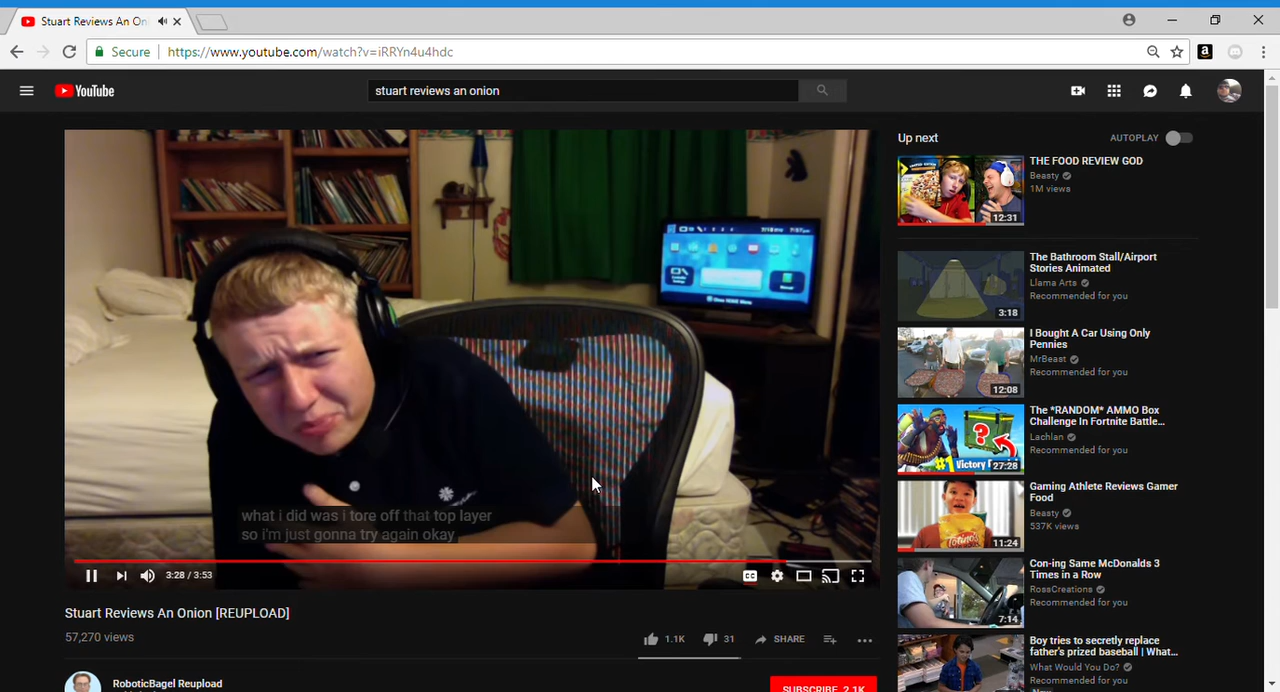 Stuart Reviews An Oni
Secure
https://www.youtube.com/watch?v=iRRYn4u4hdc
YouTube
stuart reviews an onion
what i did was i tore off that top layer
so i'm just gonna try again okay
3:28 / 3:53
CC
Stuart Reviews An Onion [REUPLOAD]
57,270 views
1.1K
31
SHARE
RoboticBagel Reupload
SUBSCRIBE 2.1K
Up next
AUTOPLAY
THE FOOD REVIEW GOD
Beasty
1M views
12:31
The Bathroom Stall/Airport
Stories Animated
Llama Arts
Recommended for you
3:18
I Bought A Car Using Only
Pennies
MrBeast
Recommended for you
12:08
The *RANDOM* AMMO Box
Challenge In Fortnite Battle...
Lachlan
Recommended for you
?
#1 Victory
27:28
Gaming Athlete Reviews Gamer
Food
Beasty
537K views
Totino's
11:24
Con-ing Same McDonalds 3
Times in a Row
RossCreations
Recommended for you
7:14
Boy tries to secretly replace
father's prized baseball | What...
What Would You Do?
Recommended for you